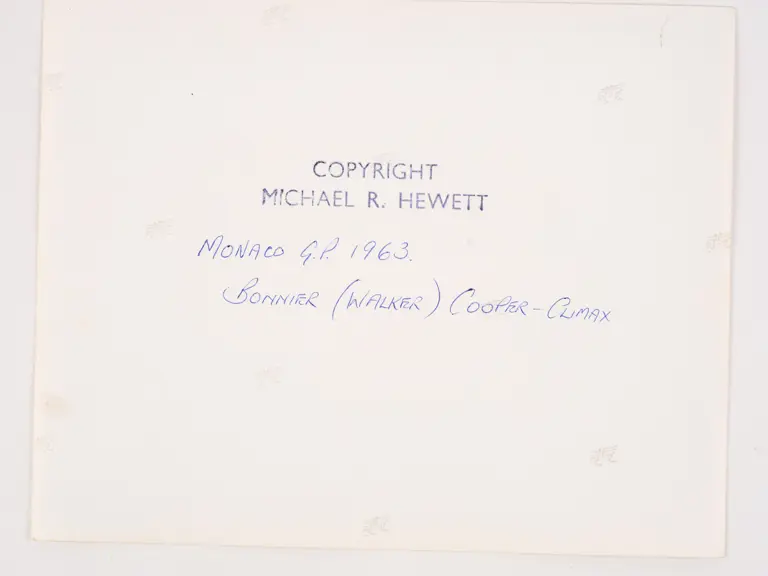 COPYRIGHT
MICHAEL R. HEWETT
MONACO G.P. 1963.
BONNIER (WALKER) COOPER-CLIMAX